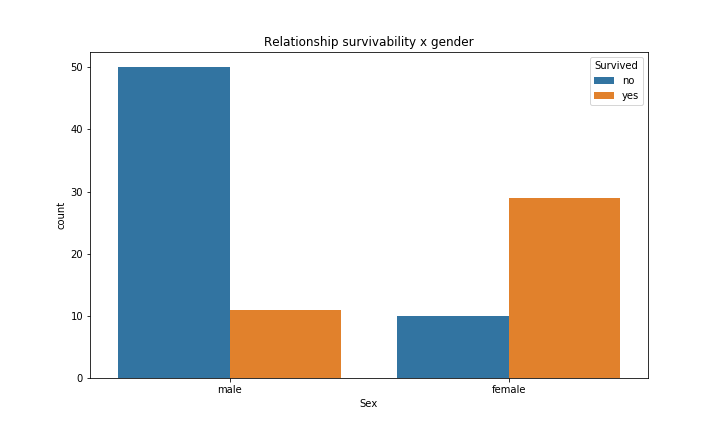 Relationship survivability x gender
Survived
no
yes
50
40
30
20
10
0
count
male
female
Sex